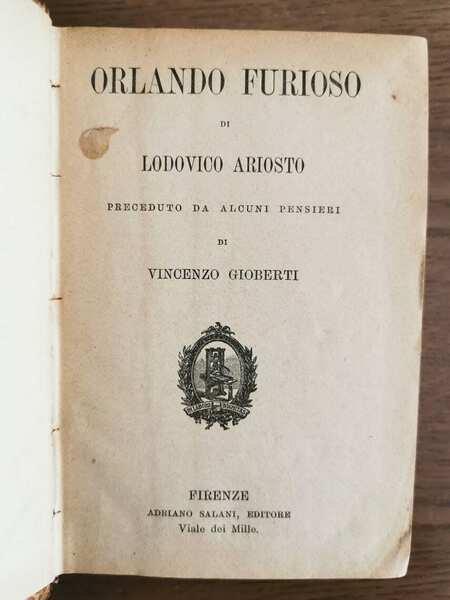 ORLANDO FURIOSO
DI
LODOVICO ARIOSTO
PRECEDUTO DA ALCUNI PENSIERI
DI
VINCENZO GIOBERTI
FIRENZE
ADRIANO SALANI, EDITORE
Viale dei Mille.